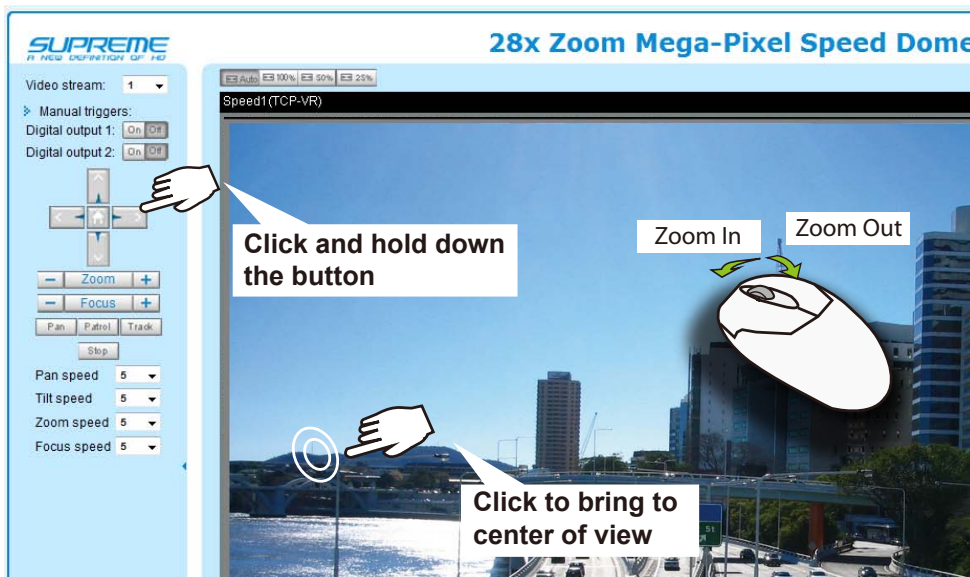 SUPREME
A NEW DEFINITION OF HD
28x Zoom Mega-Pixel Speed Dome
Video stream: 1
Manual triggers:
Digital output 1: On Off
Digital output 2: On Off
Zoom
Focus
Pan Patrol Track
Stop
Pan speed 5
Tilt speed 5
Zoom speed 5
Focus speed 5
Auto 100% 50% 25%
Speed1(TCP-VR)
Click and hold down
the button
Zoom In
Zoom Out
Click to bring to
center of view
51